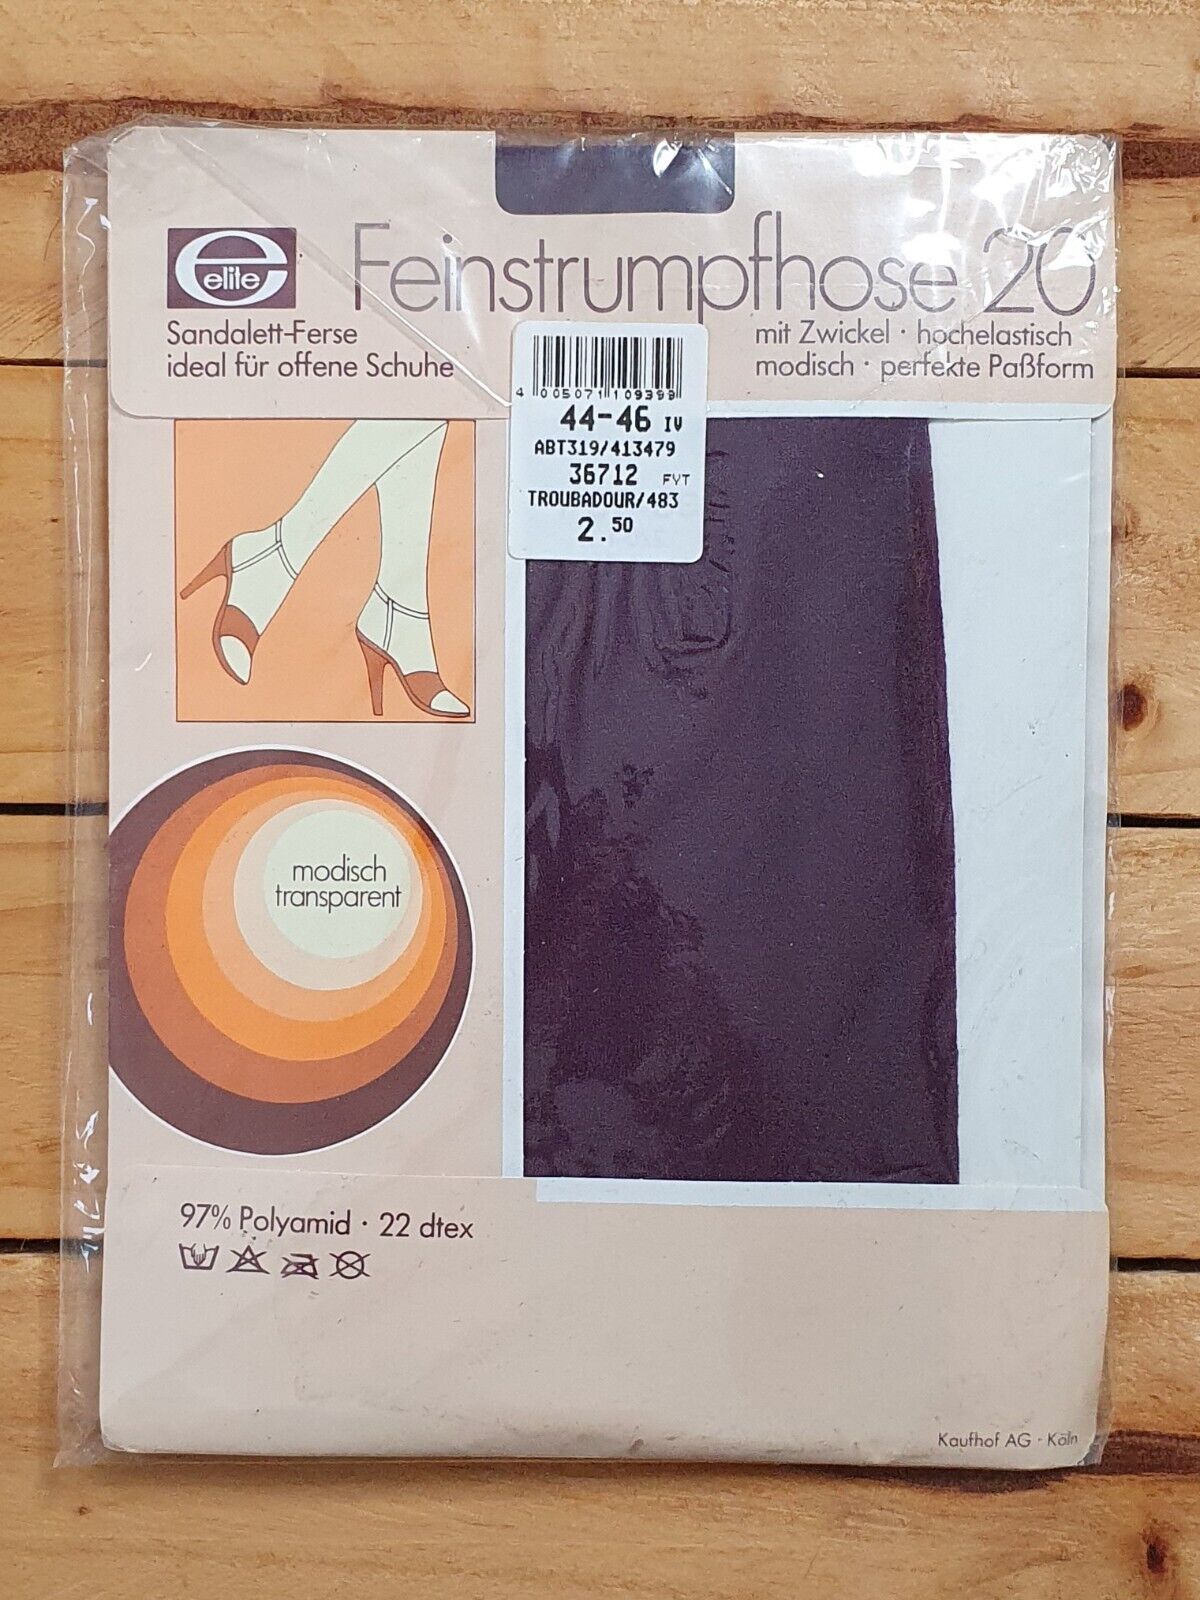 elite
Feinstrumpfhose 20
Sandalett-Ferse
ideal für offene Schuhe
mit Zwickel · hochelastisch
modisch · perfekte Paßform
4 005071 109399
44-46 IV
ABT319/413479
36712 FYT
TROUBADOUR/483
2.50
modisch
transparent
97% Polyamid · 22 dtex
Kaufhof AG · Köln